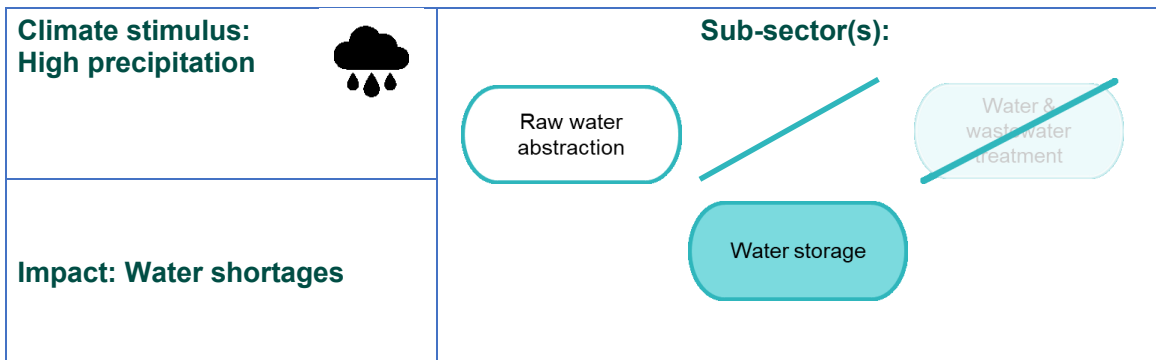 Climate stimulus:
High precipitation
Sub-sector(s):
Raw water
abstraction
Water &
wastewater
treatment
Water storage
Impact: Water shortages